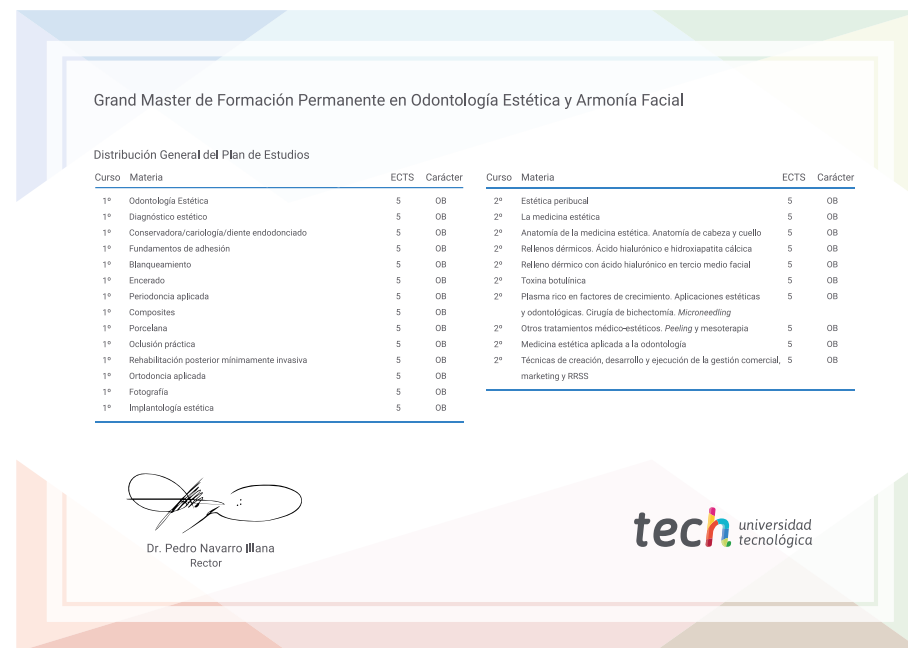 Grand Master de Formación Permanente en Odontología Estética y Armonía Facial
Distribución General del Plan de Estudios
Curso Materia ECTS Carácter
1º Odontología Estética 5 OB
1º Diagnóstico estético 5 OB
1º Conservadora/cariología/diente endodonciado 5 OB
1º Fundamentos de adhesión 5 OB
1º Blanqueamiento 5 OB
1º Encerado 5 OB
1º Periodoncia aplicada 5 OB
1º Composites 5 OB
1º Porcelana 5 OB
1º Oclusión práctica 5 OB
1º Rehabilitación posterior mínimamente invasiva 5 OB
1º Ortodoncia aplicada 5 OB
1º Fotografía 5 OB
1º Implantología estética 5 OB
Curso Materia ECTS Carácter
2º Estética peribucal 5 OB
2º La medicina estética 5 OB
2º Anatomía de la medicina estética. Anatomía de cabeza y cuello 5 OB
2º Rellenos dérmicos. Ácido hialurónico e hidroxiapatita cálcica 5 OB
2º Relleno dérmico con ácido hialurónico en tercio medio facial 5 OB
2º Toxina botulínica 5 OB
2º Plasma rico en factores de crecimiento. Aplicaciones estéticas 5 OB
y odontológicas. Cirugía de bichectomía. Microneedling
2º Otros tratamientos médico-estéticos. Peeling y mesoterapia 5 OB
2º Medicina estética aplicada a la odontología 5 OB
2º Técnicas de creación, desarrollo y ejecución de la gestión comercial, 5 OB
marketing y RRSS
Dr. Pedro Navarro Illana
Rector
tech universidad
tecnológica